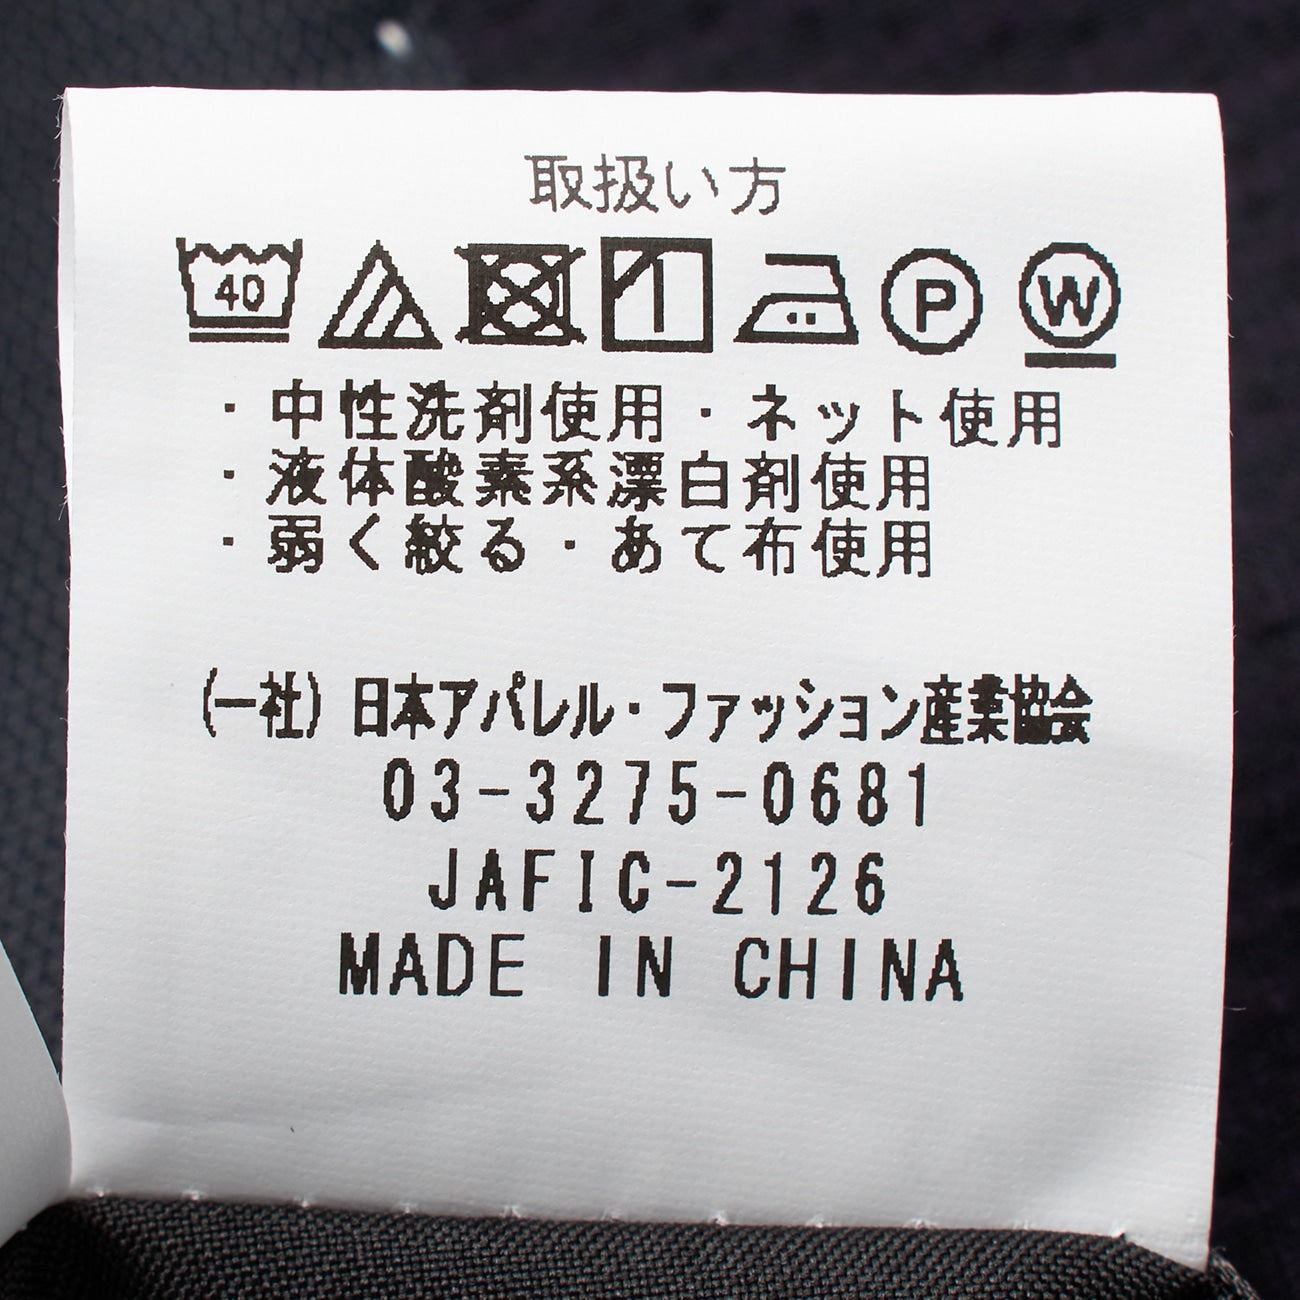 取扱い方
40 P W
・中性洗剤使用・ネット使用
・液体酸素系漂白剤使用
・弱く絞る・あて布使用
(一社)日本アパレル・ファッション産業協会
03-3275-0681
JAFIC-2126
MADE IN CHINA